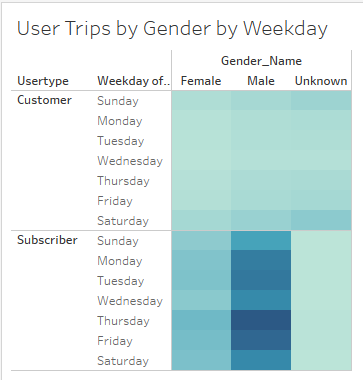 User Trips by Gender by Weekday
Gender_Name
Usertype Weekday of.. Female Male Unknown
Customer Sunday
Monday
Tuesday
Wednesday
Thursday
Friday
Saturday
Subscriber Sunday
Monday
Tuesday
Wednesday
Thursday
Friday
Saturday